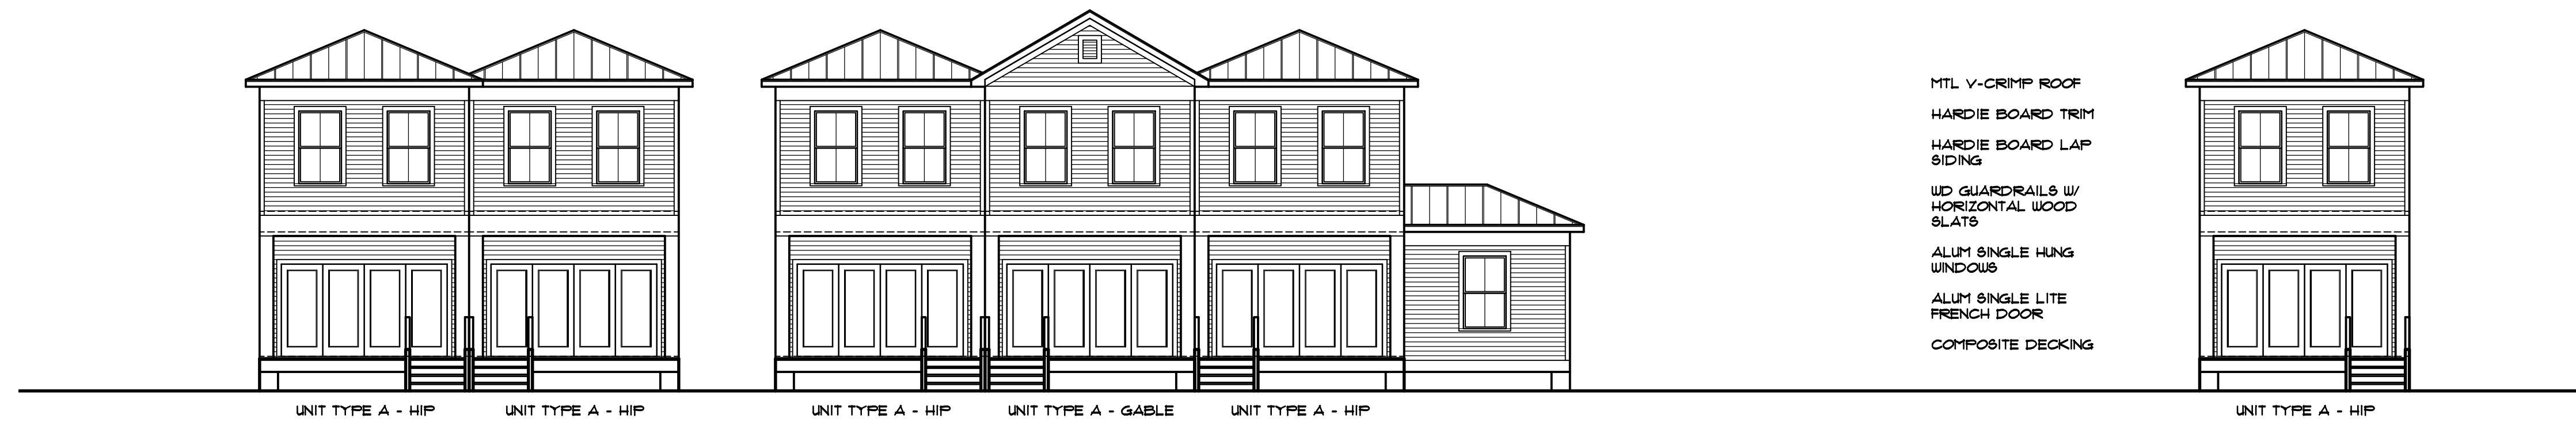 MTL V-CRIMP ROOF
HARDIE BOARD TRIM
HARDIE BOARD LAP
SIDING
WD GUARDRAILS W/
HORIZONTAL WOOD
SLATS
ALUM SINGLE HUNG
WINDOWS
ALUM SINGLE LITE
FRENCH DOOR
COMPOSITE DECKING
UNIT TYPE A - HIP
UNIT TYPE A - HIP
UNIT TYPE A - HIP
UNIT TYPE A - GABLE
UNIT TYPE A - HIP
UNIT TYPE A - HIP